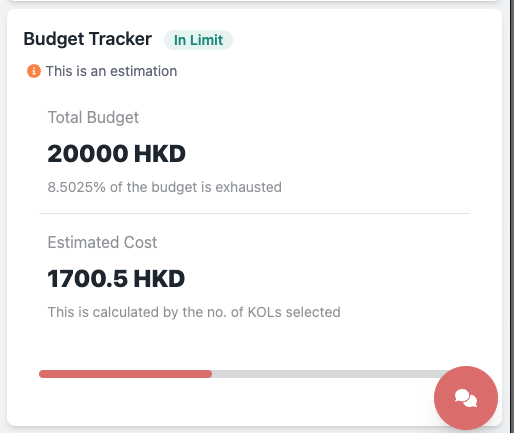 Budget Tracker In Limit
This is an estimation
Total Budget
20000 HKD
8.5025% of the budget is exhausted
Estimated Cost
1700.5 HKD
This is calculated by the no. of KOLs selected